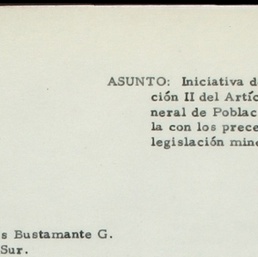 ASUNTO: Iniciativa d
ción II del Artíc
neral de Poblac
la con los prece
legislación mine
s Bustamante G.
Sur.